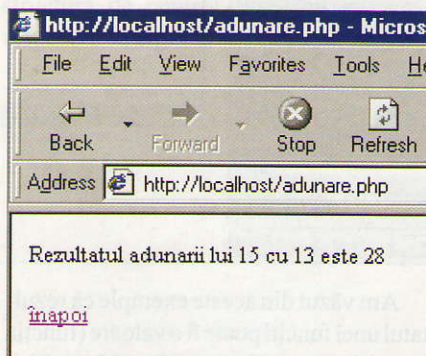 http://localhost/adunare.php - Micros
File Edit View Favorites Tools
Back Forward Stop Refresh
Address http://localhost/adunare.php
Rezultatul adunarii lui 15 cu 13 este 28
înapoi